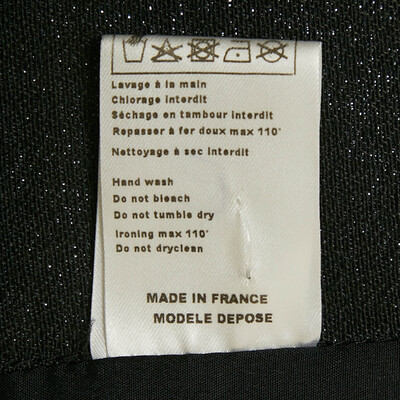 Lavage à la main
Chlorage interdit
Séchage en tambour interdit
Repasser à fer doux max 110°
Nettoyage à sec interdit
Hand wash
Do not bleach
Do not tumble dry
Ironing max 110°
Do not dryclean
MADE IN FRANCE
MODELE DEPOSE